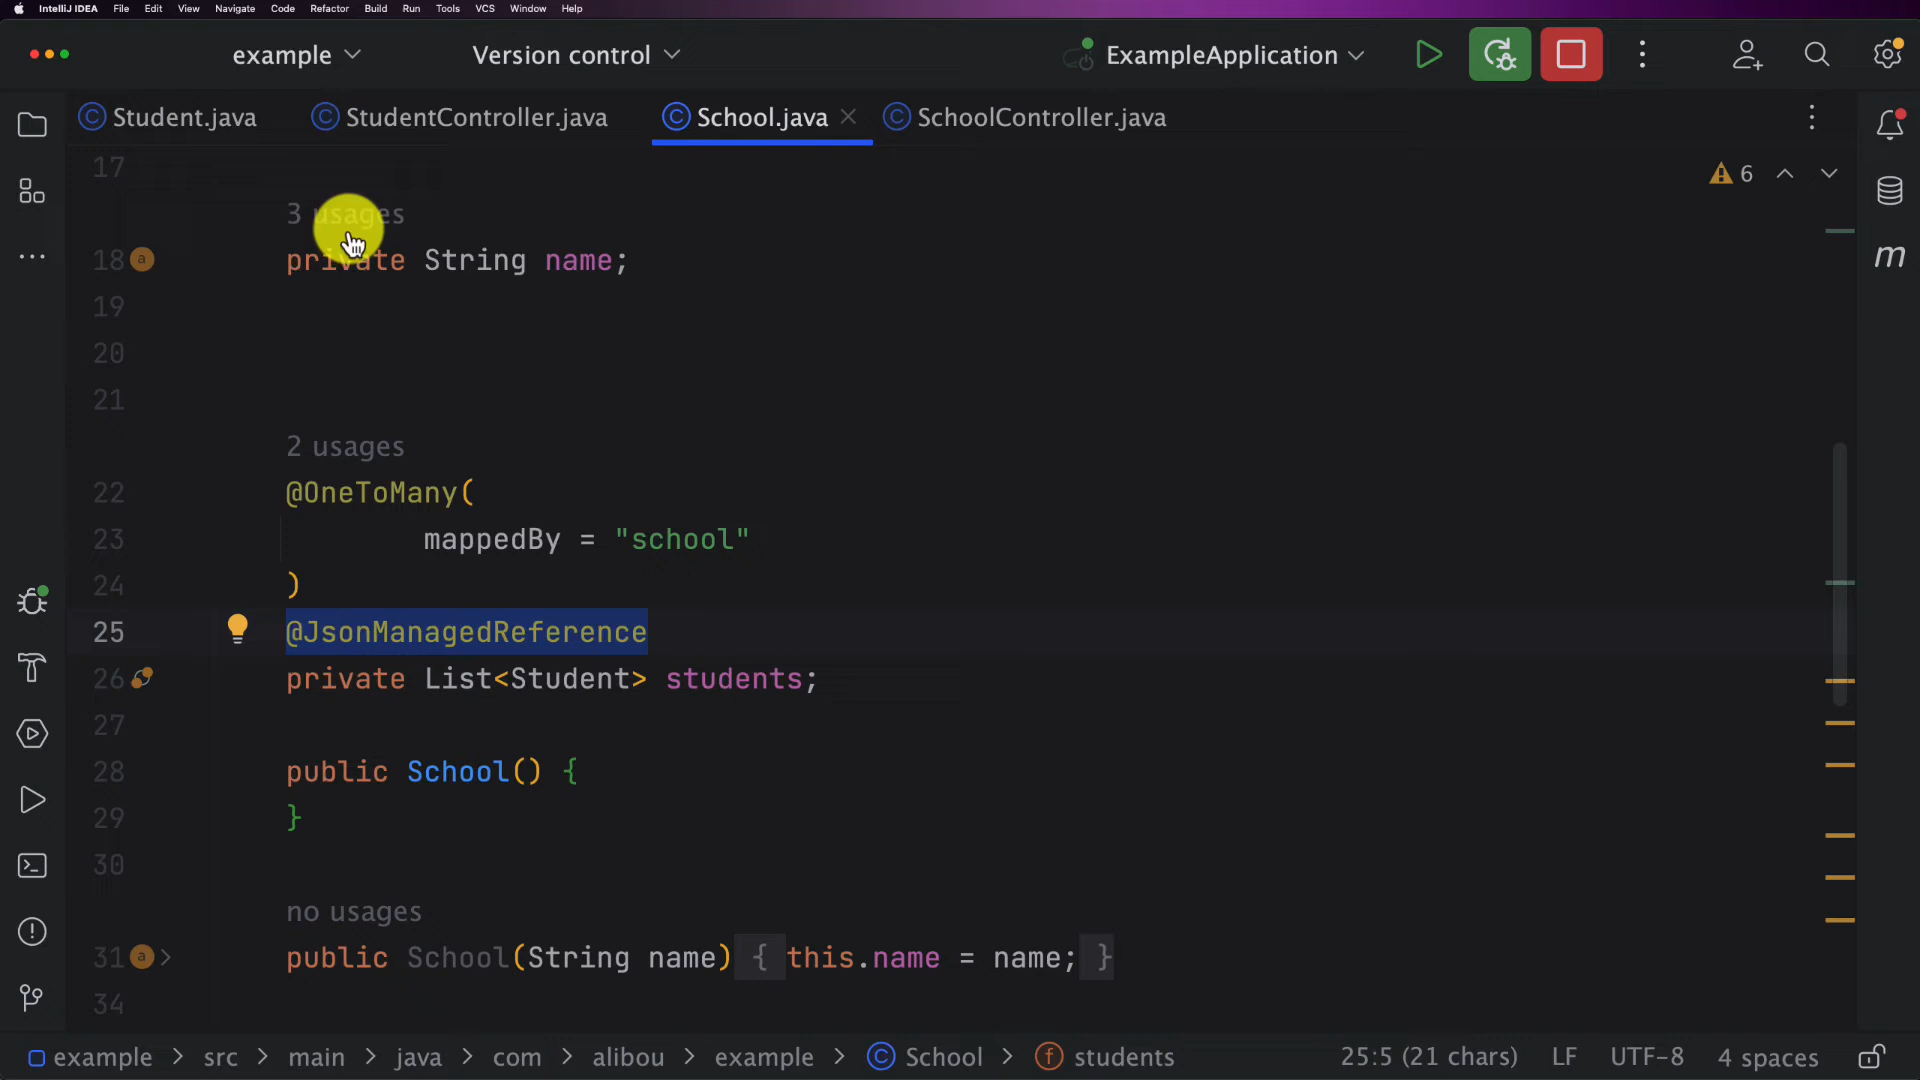 IntelliJ IDEA File Edit View Navigate Code Refactor Build Run Tools VCS Window Help
example Version control ExampleApplication
Student.java StudentController.java School.java SchoolController.java
17
6
3 usages
18 private String name;
19
20
21
2 usages
22 @OneToMany(
23 mappedBy = "school"
24 )
25 @JsonManagedReference
26 private List<Student> students;
27
28 public School() {
29 }
30
no usages
31 public School(String name) { this.name = name; }
34
example > src > main > java > com > alibou > example > School > students 25:5 (21 chars) LF UTF-8 4 spaces